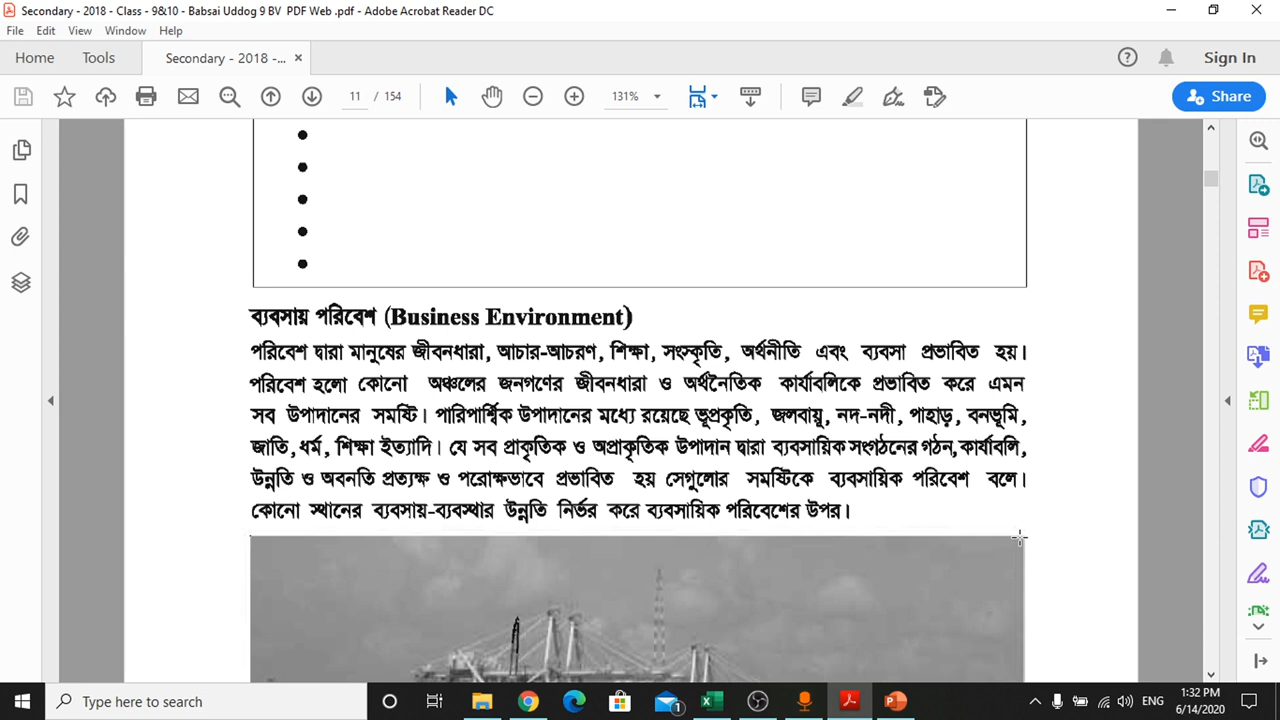 Secondary - 2018 - Class - 9&10 - Babsai Uddog 9 BV PDF Web .pdf - Adobe Acrobat Reader DC
File Edit View Window Help
Home Tools Secondary - 2018 -... × Sign In
11 / 154 131% Share
ব্যবসায় পরিবেশ (Business Environment)
পরিবেশ দ্বারা মানুষের জীবনধারা, আচার-আচরণ, শিক্ষা, সংস্কৃতি, অর্থনীতি এবং ব্যবসা প্রভাবিত হয়।
পরিবেশ হলো কোনো অঞ্চলের জনগণের জীবনধারা ও অর্থনৈতিক কার্যাবলিকে প্রভাবিত করে এমন
সব উপাদানের সমষ্টি। পারিপার্শ্বিক উপাদানের মধ্যে রয়েছে ভূপ্রকৃতি, জলবায়ু, নদ-নদী, পাহাড়, বনভূমি,
জাতি, ধর্ম, শিক্ষা ইত্যাদি। যে সব প্রাকৃতিক ও অপ্রাকৃতিক উপাদান দ্বারা ব্যবসায়িক সংগঠনের গঠন, কার্যাবলি,
উন্নতি ও অবনতি প্রত্যক্ষ ও পরোক্ষভাবে প্রভাবিত হয় সেগুলোর সমষ্টিকে ব্যবসায়িক পরিবেশ বলে।
কোনো স্থানের ব্যবসায়-ব্যবস্থার উন্নতি নির্ভর করে ব্যবসায়িক পরিবেশের উপর।
Type here to search ENG 1:32 PM
6/14/2020